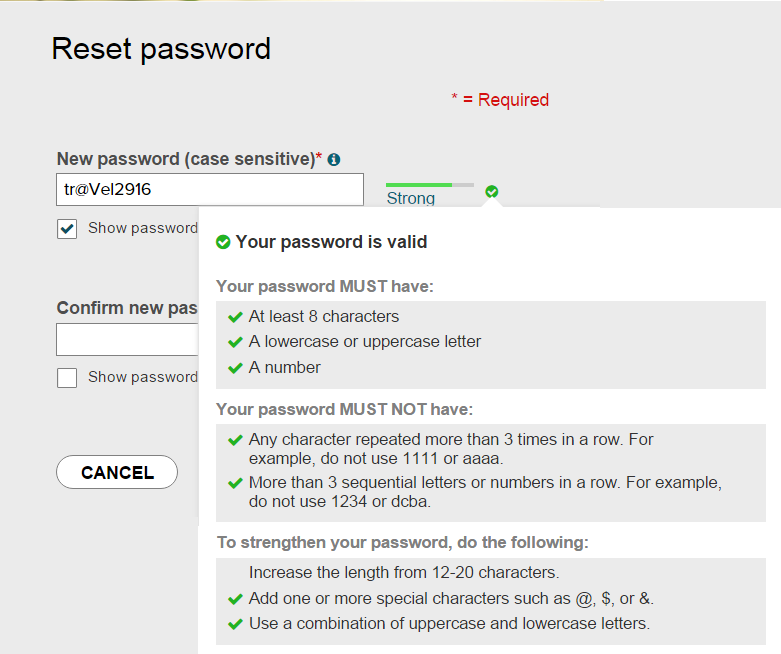 Reset password
* = Required
New password (case sensitive)*
tr@Vel2916
Strong
Show password
Your password is valid
Your password MUST have:
At least 8 characters
A lowercase or uppercase letter
A number
Confirm new pas
Show password
Your password MUST NOT have:
Any character repeated more than 3 times in a row. For
example, do not use 1111 or aaaa.
More than 3 sequential letters or numbers in a row. For example,
do not use 1234 or dcba.
CANCEL
To strengthen your password, do the following:
Increase the length from 12-20 characters.
Add one or more special characters such as @, $, or &.
Use a combination of uppercase and lowercase letters.